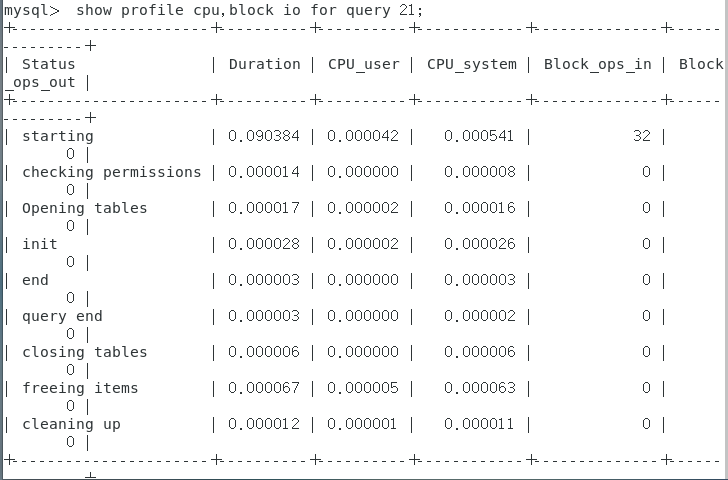 mysql>  show profile cpu,block io for query 21;
+----------------------+----------+----------+------------+--------------+------
---------+
| Status               | Duration | CPU_user | CPU_system | Block_ops_in | Block
_ops_out |
+----------------------+----------+----------+------------+--------------+------
---------+
| starting             | 0.090384 | 0.000042 |   0.000541 |           32 |
       0 |
| checking permissions | 0.000014 | 0.000000 |   0.000008 |            0 |
       0 |
| Opening tables       | 0.000017 | 0.000002 |   0.000016 |            0 |
       0 |
| init                 | 0.000028 | 0.000002 |   0.000026 |            0 |
       0 |
| end                  | 0.000003 | 0.000000 |   0.000003 |            0 |
       0 |
| query end            | 0.000003 | 0.000000 |   0.000002 |            0 |
       0 |
| closing tables       | 0.000006 | 0.000000 |   0.000006 |            0 |
       0 |
| freeing items        | 0.000067 | 0.000005 |   0.000063 |            0 |
       0 |
| cleaning up          | 0.000012 | 0.000001 |   0.000011 |            0 |
       0 |
+----------------------+----------+----------+------------+--------------+------
---------+